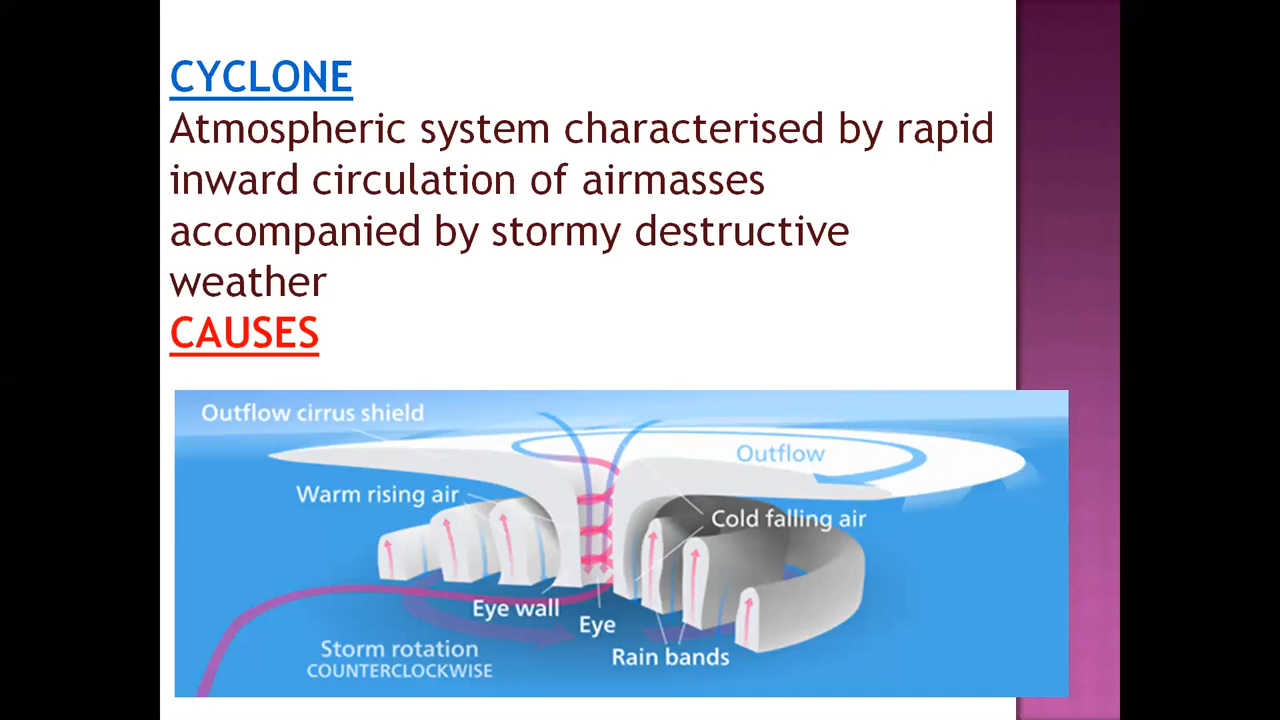 CYCLONE
Atmospheric system characterised by rapid
inward circulation of airmasses
accompanied by stormy destructive
weather
CAUSES
Outflow cirrus shield
Outflow
Warm rising air
Cold falling air
Eye wall
Eye
Storm rotation
COUNTERCLOCKWISE
Rain bands